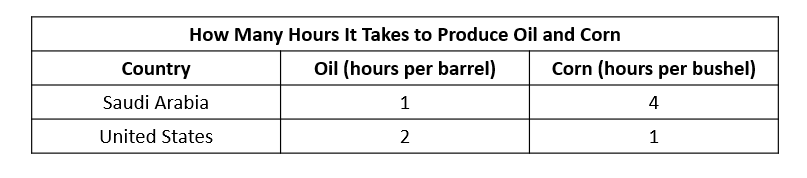 How Many Hours It Takes to Produce Oil and Corn
Country Oil (hours per barrel) Corn (hours per bushel)
Saudi Arabia 1 4
United States 2 1